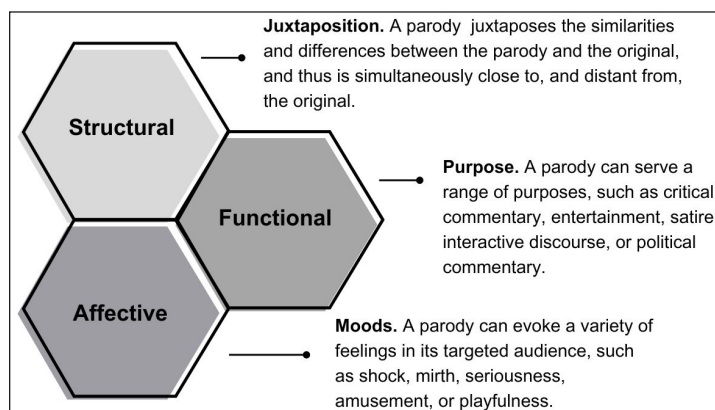 Juxtaposition. A parody juxtaposes the similarities
and differences between the parody and the original,
and thus is simultaneously close to, and distant from,
the original.
Structural
Purpose. A parody can serve a
range of purposes, such as critical
commentary, entertainment, satire
interactive discourse, or political
commentary.
Functional
Affective
Moods. A parody can evoke a variety of
feelings in its targeted audience, such
as shock, mirth, seriousness,
amusement, or playfulness.